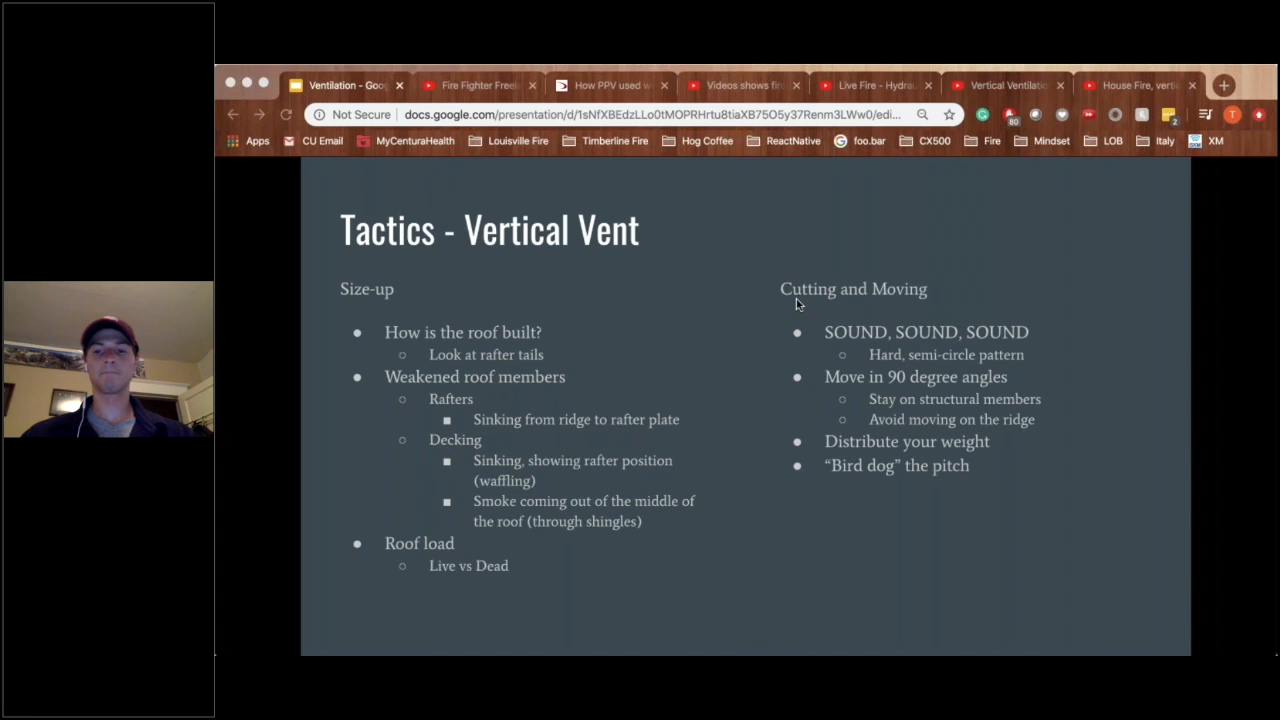 Ventilation - Goo
Fire Fighter Freel
How PPV used w
Videos shows fir
Live Fire - Hydrau
Vertical Ventilatio
House Fire, verti
Not Secure
docs.google.com/presentation/d/1sNfXBEdzLLo0tMOPRHrtu8tiaXB75O5y37Renm3LWw0/edi...
80
2
T
Apps
CU Email
MyCenturaHealth
Louisville Fire
Timberline Fire
Hog Coffee
ReactNative
foo.bar
CX500
Fire
Mindset
LOB
Italy
XM
Tactics - Vertical Vent
Size-up
How is the roof built?
Look at rafter tails
Weakened roof members
Rafters
Sinking from ridge to rafter plate
Decking
Sinking, showing rafter position
(waffling)
Smoke coming out of the middle of
the roof (through shingles)
Roof load
Live vs Dead
Cutting and Moving
SOUND, SOUND, SOUND
Hard, semi-circle pattern
Move in 90 degree angles
Stay on structural members
Avoid moving on the ridge
Distribute your weight
“Bird dog” the pitch